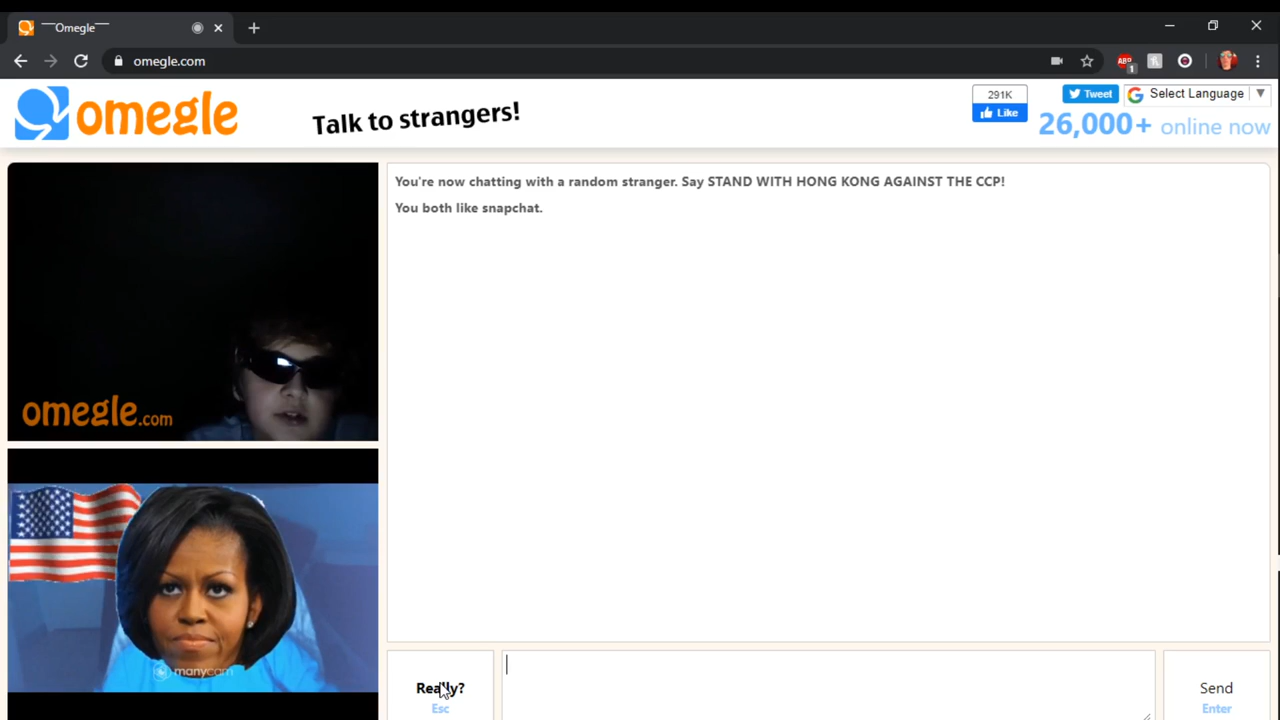 Omegle
omegle.com
ABP
1
omegle
Talk to strangers!
291K
Like
Tweet
G Select Language ▼
26,000+ online now
You're now chatting with a random stranger. Say STAND WITH HONG KONG AGAINST THE CCP!
You both like snapchat.
omegle.com
manycam
Really?
Esc
Send
Enter